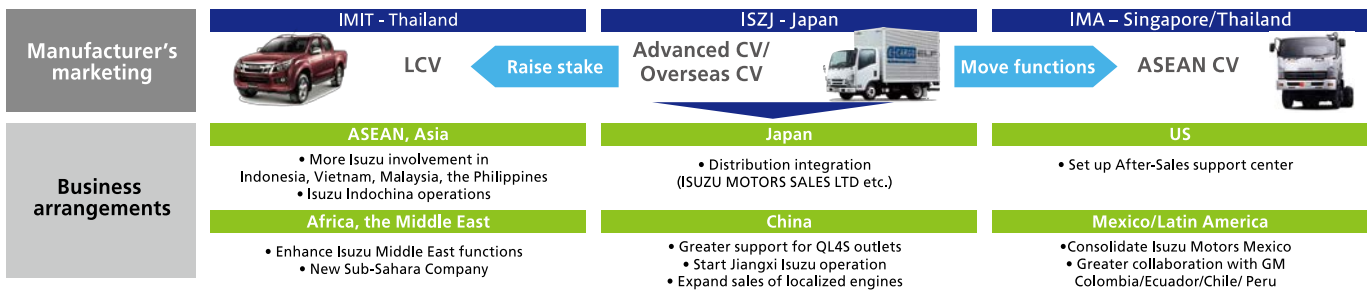 IMIT - Thailand
ISZJ - Japan
IMA – Singapore/Thailand
Manufacturer's
marketing
LCV
Raise stake
Advanced CV/
Overseas CV
CARGO
ELF
Move functions
ASEAN CV
Business
arrangements
ASEAN, Asia
• More Isuzu involvement in
Indonesia, Vietnam, Malaysia, the Philippines
• Isuzu Indochina operations
Japan
• Distribution integration
(ISUZU MOTORS SALES LTD etc.)
US
• Set up After-Sales support center
Africa, the Middle East
• Enhance Isuzu Middle East functions
• New Sub-Sahara Company
China
• Greater support for QL4S outlets
• Start Jiangxi Isuzu operation
• Expand sales of localized engines
Mexico/Latin America
•Consolidate Isuzu Motors Mexico
• Greater collaboration with GM
Colombia/Ecuador/Chile/ Peru